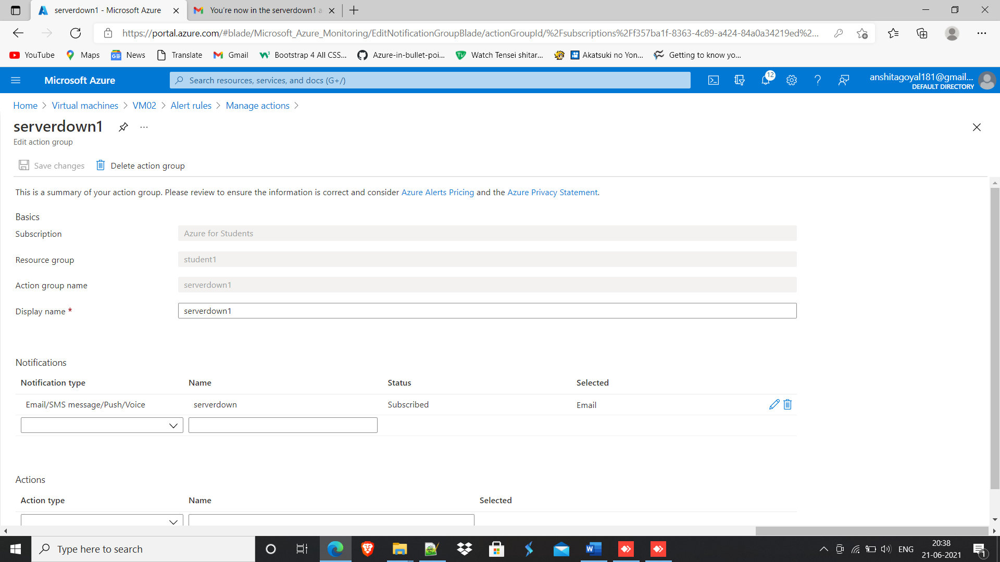 serverdown1 - Microsoft Azure
You're now in the serverdown1 a
https://portal.azure.com/#blade/Microsoft_Azure_Monitoring/EditNotificationGroupBlade/actionGroupId/%2Fsubscriptions%2Ff357ba1f-8363-4c89-a424-84a0a34219ed%2...
YouTube
Maps
News
Translate
Gmail
Bootstrap 4 All CSS...
Azure-in-bullet-poi...
Watch Tensei shitar...
Akatsuki no Yon...
Getting to know yo...
Microsoft Azure
Search resources, services, and docs (G+/)
12
anshitagoyal181@gmail...
DEFAULT DIRECTORY
Home > Virtual machines > VM02 > Alert rules > Manage actions >
serverdown1
...
Edit action group
Save changes
Delete action group
This is a summary of your action group. Please review to ensure the information is correct and consider Azure Alerts Pricing and the Azure Privacy Statement.
Basics
Subscription
Azure for Students
Resource group
student1
Action group name
serverdown1
Display name *
serverdown1
Notifications
Notification type Name Status Selected
Email/SMS message/Push/Voice serverdown Subscribed Email
Actions
Action type Name Selected
Type here to search
ENG
20:38
21-06-2021
1